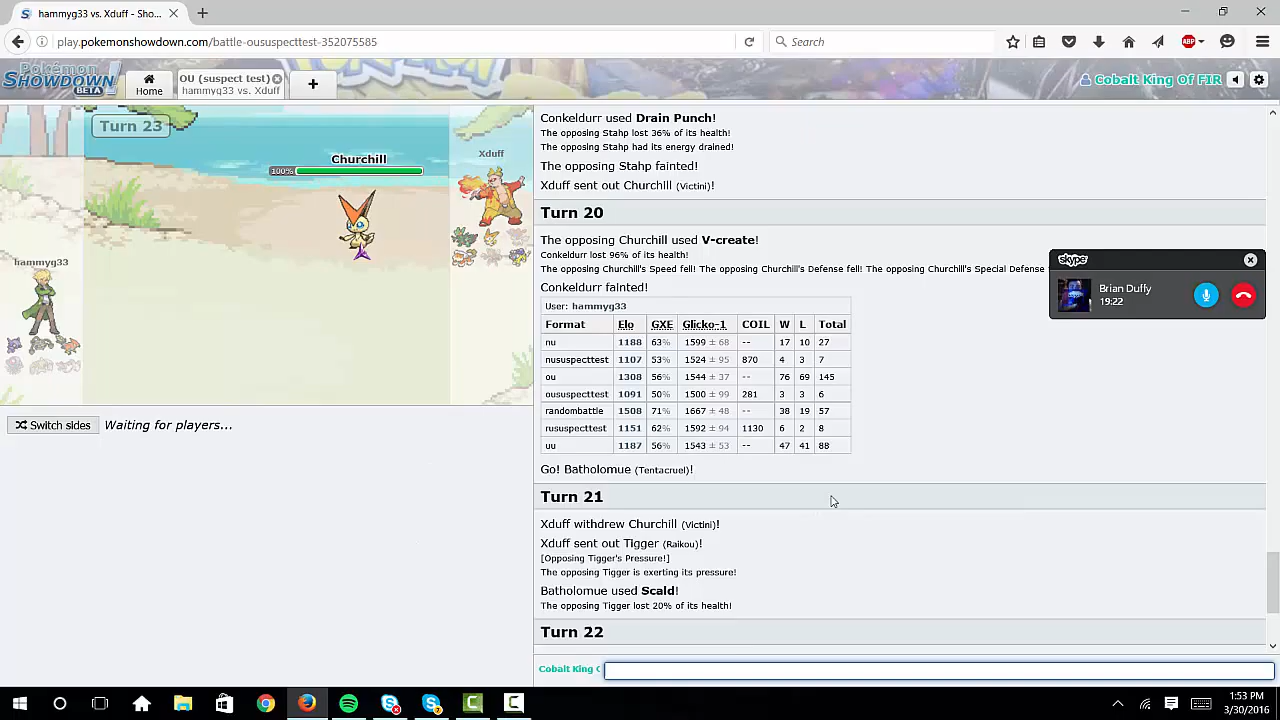 hammyg33 vs. Xduff - Sho...
play.pokemonshowdown.com/battle-oususpecttest-352075585
Search
ABP
Pokémon
SHOWDOWN!
BETA
Home
OU (suspect test)
hammyg33 vs. Xduff
Cobalt King Of FIR
Turn 23
Churchill
100%
Xduff
hammyg33
Switch sides
Waiting for players...
Conkeldurr used Drain Punch!
The opposing Stahp lost 36% of its health!
The opposing Stahp had its energy drained!
The opposing Stahp fainted!
Xduff sent out Churchill (Victini)!
Turn 20
The opposing Churchill used V-create!
Conkeldurr lost 96% of its health!
The opposing Churchill's Speed fell! The opposing Churchill's Defense fell! The opposing Churchill's Special Defense
Conkeldurr fainted!
User: hammyg33
Format Elo GXE Glicko-1 COIL W L Total
nu 1188 63% 1599 ± 68 -- 17 10 27
nususpecttest 1107 53% 1524 ± 95 870 4 3 7
ou 1308 56% 1544 ± 37 -- 76 69 145
oususpecttest 1091 50% 1500 ± 99 281 3 3 6
randombattle 1508 71% 1667 ± 48 -- 38 19 57
rususpecttest 1151 62% 1592 ± 94 1130 6 2 8
uu 1187 56% 1543 ± 53 -- 47 41 88
Go! Batholomue (Tentacruel)!
Turn 21
Xduff withdrew Churchill (Victini)!
Xduff sent out Tigger (Raikou)!
[Opposing Tigger's Pressure!]
The opposing Tigger is exerting its pressure!
Batholomue used Scald!
The opposing Tigger lost 20% of its health!
Turn 22
Cobalt King
skype
Brian Duffy
19:22
1:53 PM
3/30/2016